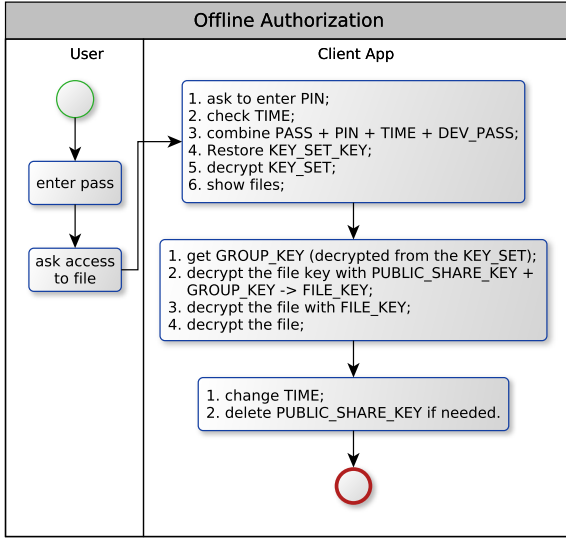 Offline Authorization
User
Client App
enter pass
ask access
to file
1. ask to enter PIN;
2. check TIME;
3. combine PASS + PIN + TIME + DEV_PASS;
4. Restore KEY_SET_KEY;
5. decrypt KEY_SET;
6. show files;
1. get GROUP_KEY (decrypted from the KEY_SET);
2. decrypt the file key with PUBLIC_SHARE_KEY +
GROUP_KEY -> FILE_KEY;
3. decrypt the file with FILE_KEY;
4. decrypt the file;
1. change TIME;
2. delete PUBLIC_SHARE_KEY if needed.